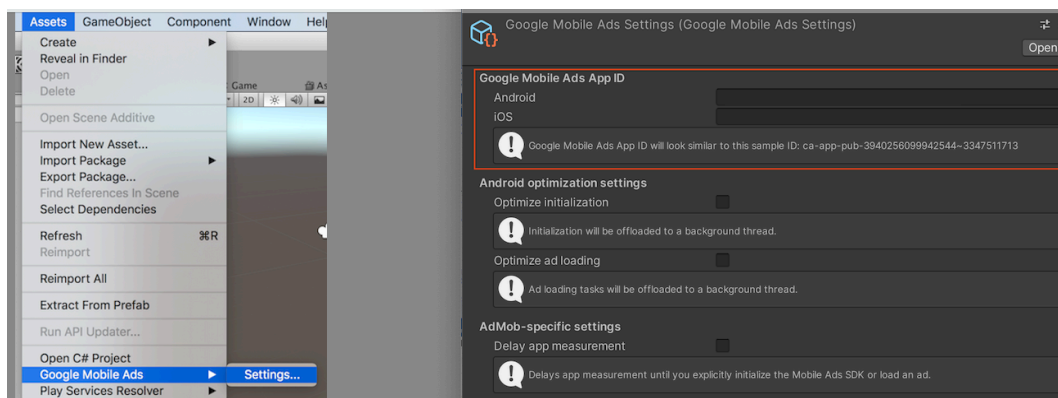 Assets GameObject Component Window Hel
Create
Reveal in Finder
Open
Delete
Open Scene Additive
Import New Asset...
Import Package
Export Package...
Find References In Scene
Select Dependencies
Refresh ⌘R
Reimport
Reimport All
Extract From Prefab
Run API Updater...
Open C# Project
Google Mobile Ads
Settings...
Play Services Resolver
Game As
2D
Google Mobile Ads Settings (Google Mobile Ads Settings)
Open
Google Mobile Ads App ID
Android
iOS
Google Mobile Ads App ID will look similar to this sample ID: ca-app-pub-3940256099942544~3347511713
Android optimization settings
Optimize initialization
Initialization will be offloaded to a background thread.
Optimize ad loading
Ad loading tasks will be offloaded to a background thread.
AdMob-specific settings
Delay app measurement
Delays app measurement until you explicitly initialize the Mobile Ads SDK or load an ad.